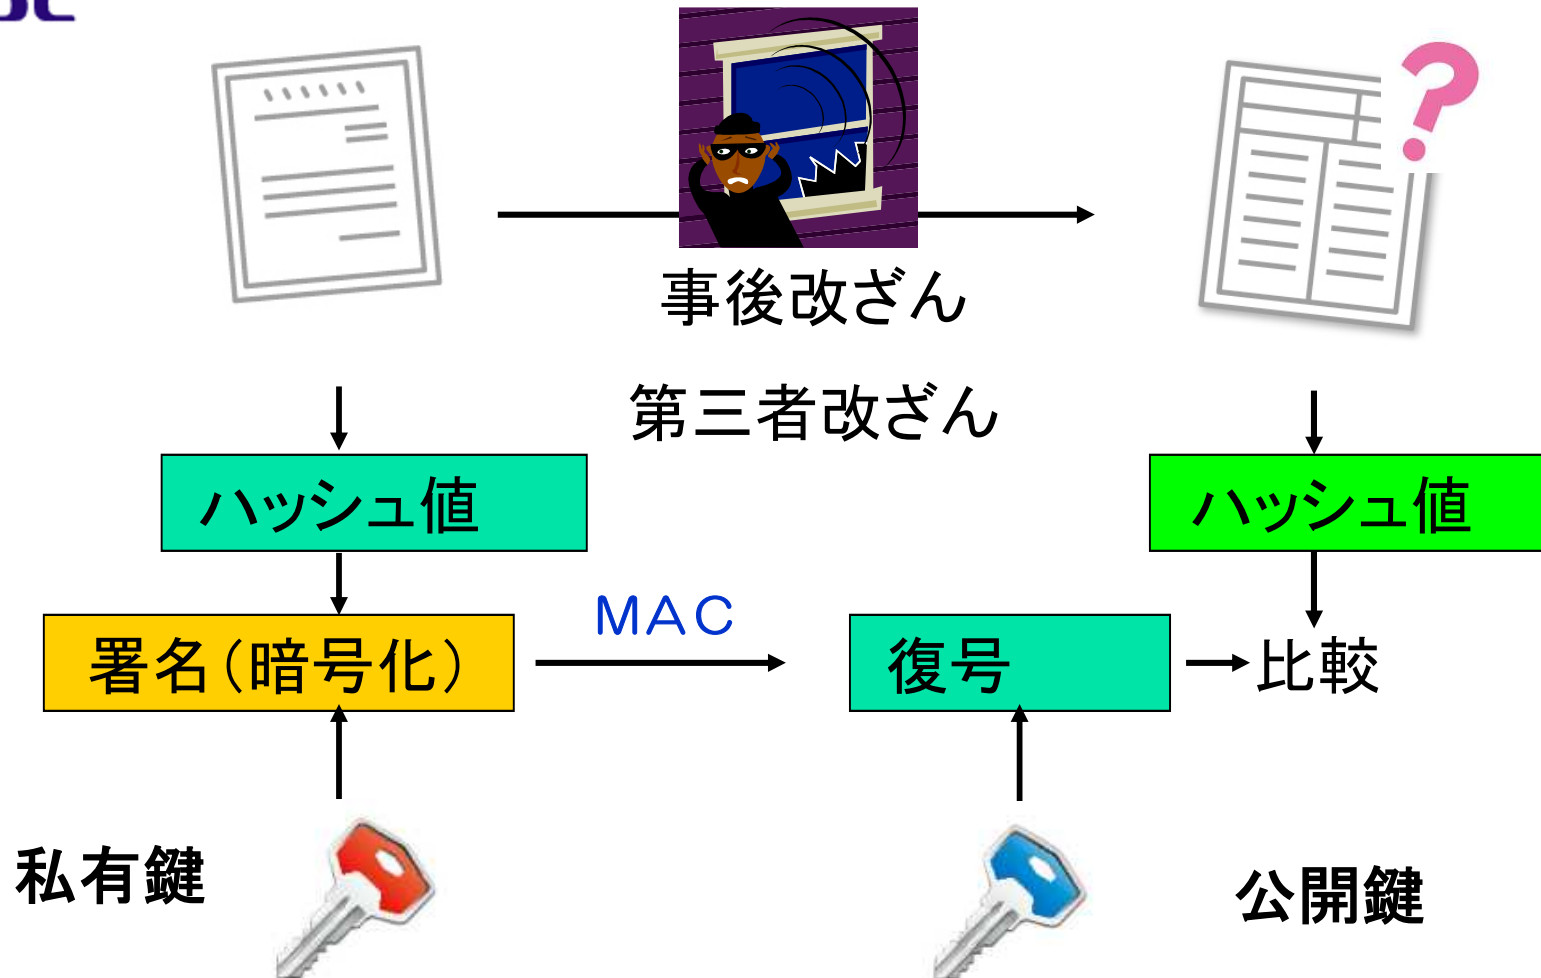 事後改ざん
第三者改ざん
ハッシュ値
ハッシュ値
署名(暗号化)
MAC
復号
比較
私有鍵
公開鍵